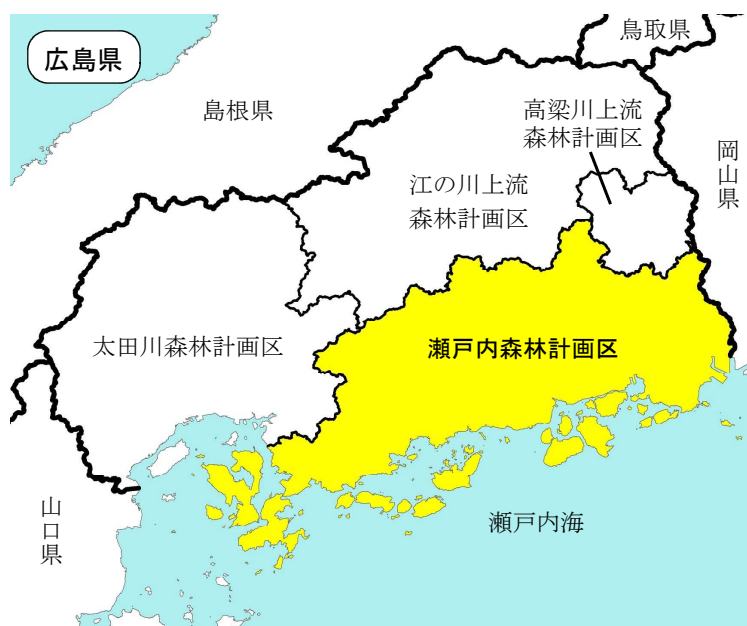 広島県
鳥取県
島根県
高梁川上流
森林計画区
岡山県
江の川上流
森林計画区
太田川森林計画区
瀬戸内森林計画区
山口県
瀬戸内海